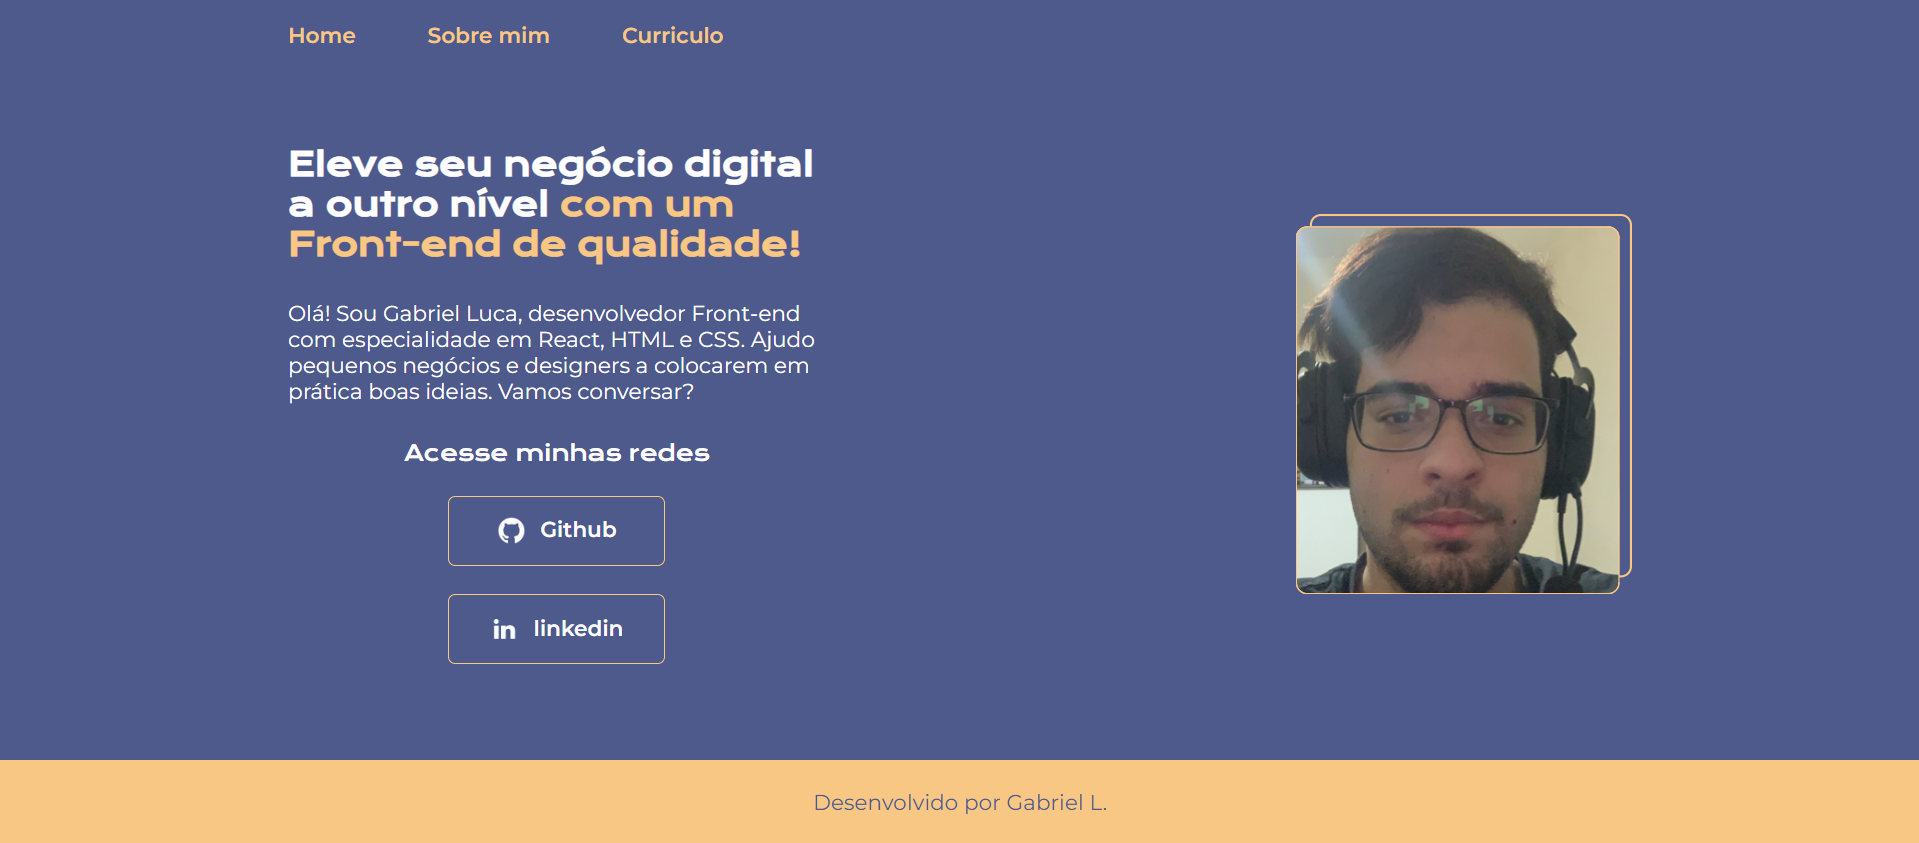 Home Sobre mim Curriculo
Eleve seu negócio digital
a outro nível com um
Front-end de qualidade!
Olá! Sou Gabriel Luca, desenvolvedor Front-end
com especialidade em React, HTML e CSS. Ajudo
pequenos negócios e designers a colocarem em
prática boas ideias. Vamos conversar?
Acesse minhas redes
Github
in linkedin
Desenvolvido por Gabriel L.